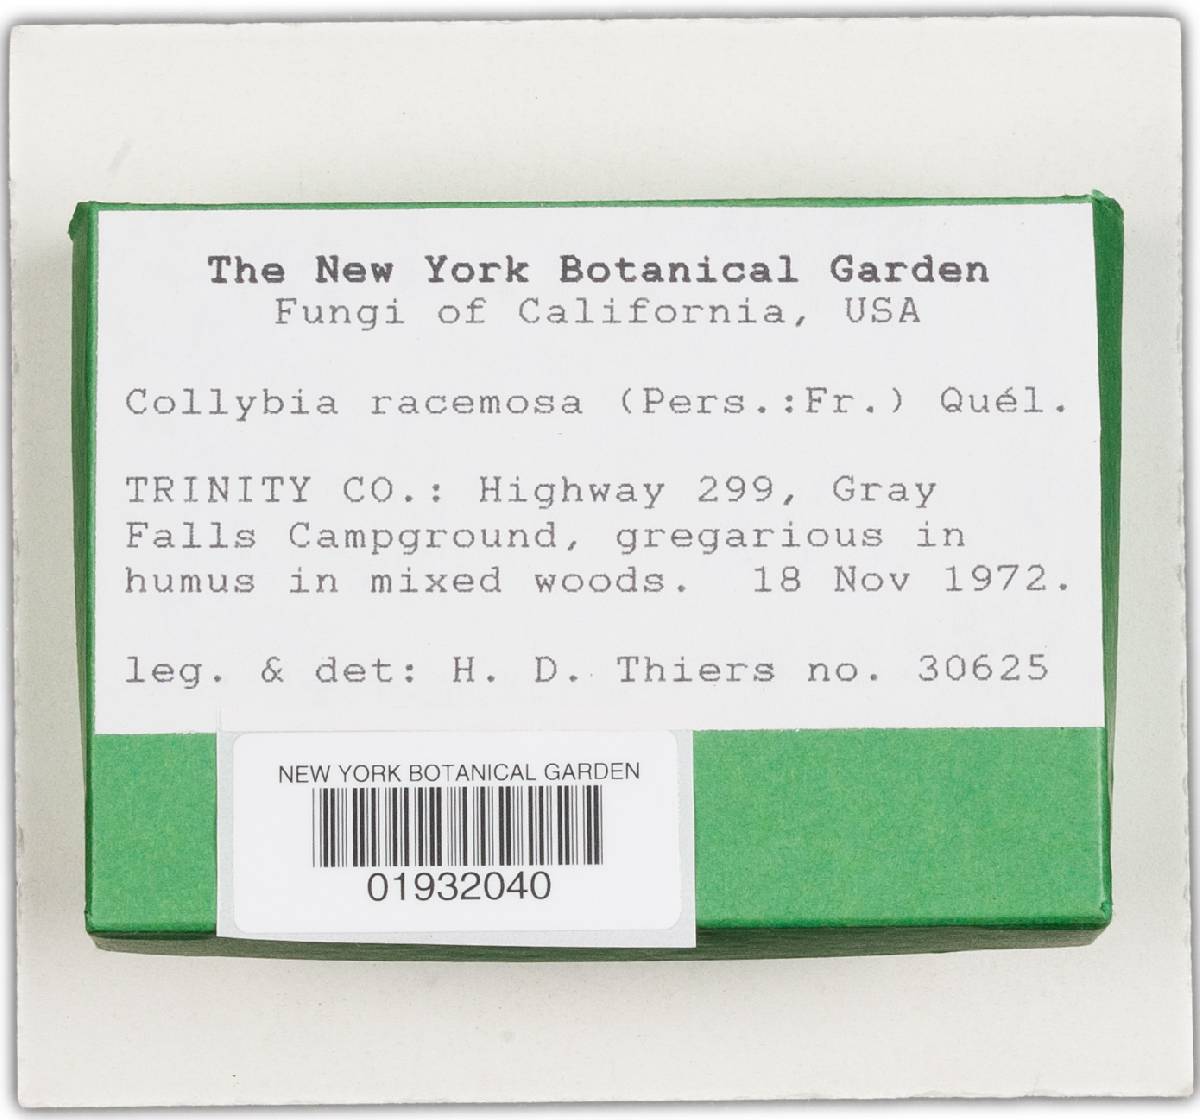 The New York Botanical Garden
Fungi of California, USA
Collybia racemosa (Pers.:Fr.) Quél.
TRINITY CO.: Highway 299, Gray
Falls Campground, gregarious in
humus in mixed woods. 18 Nov 1972.
leg. & det: H. D. Thiers no. 30625
NEW YORK BOTANICAL GARDEN
01932040